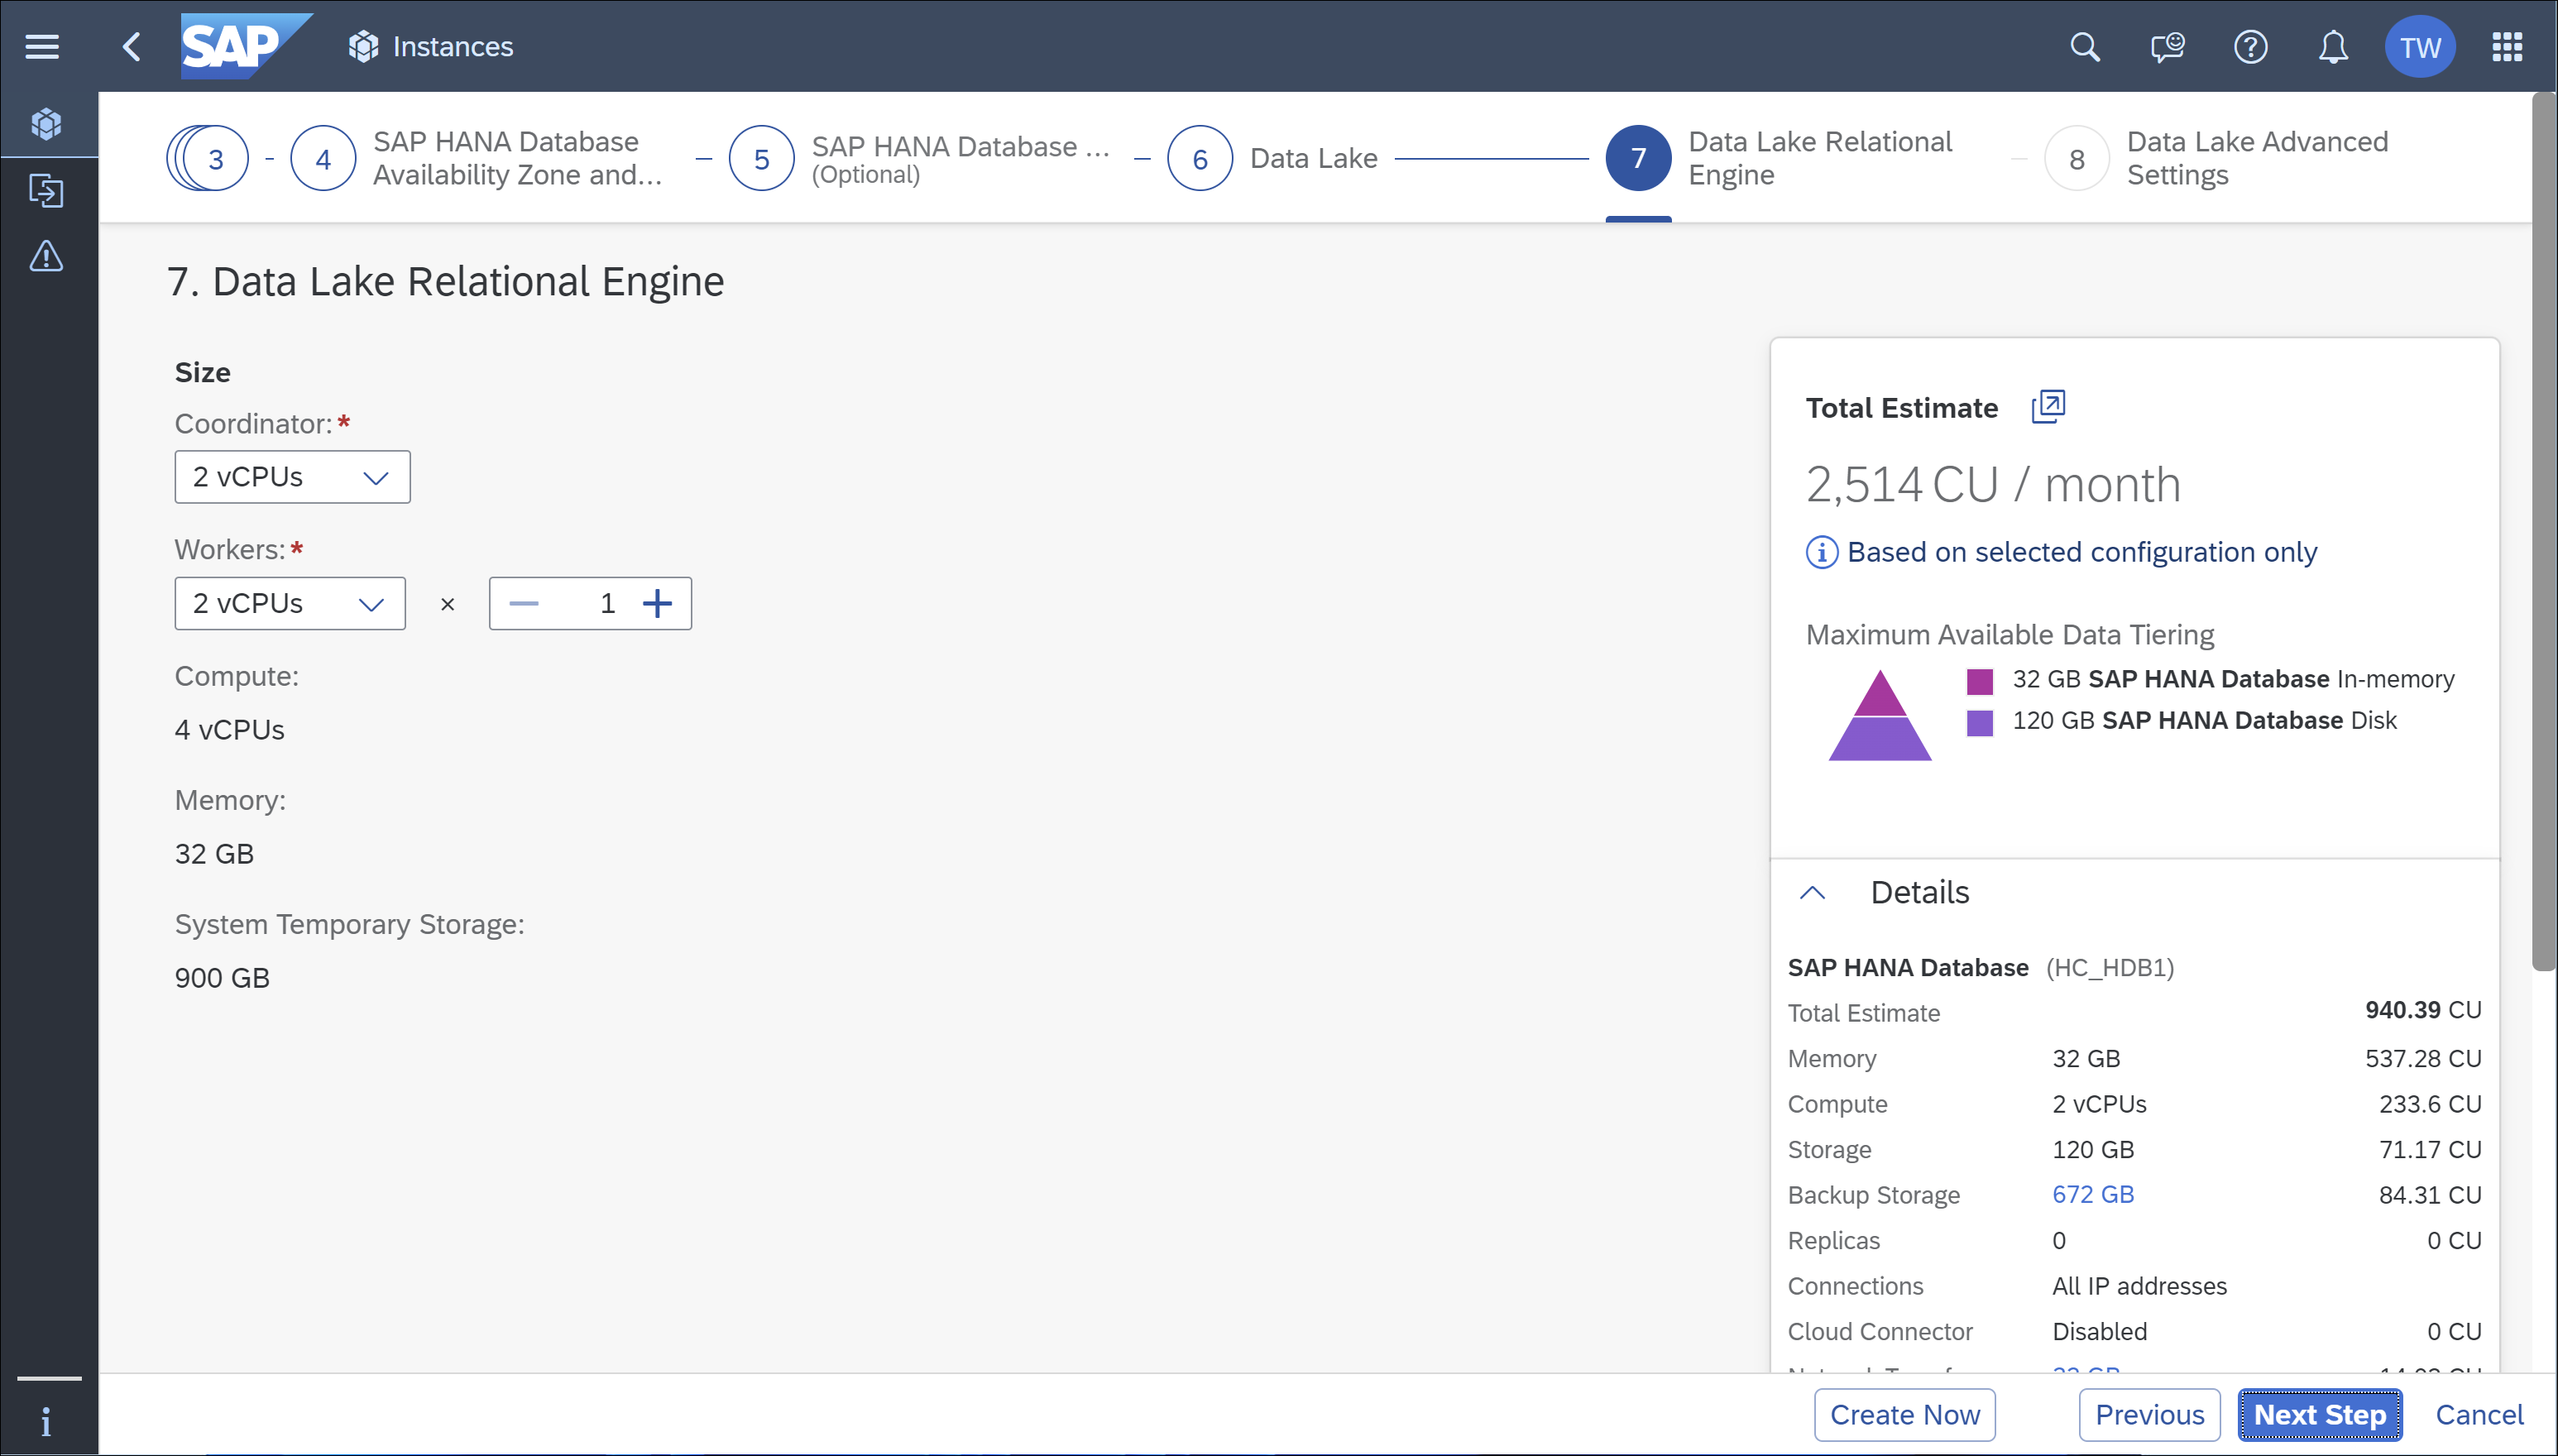 SAP
Instances
TW
3
4
SAP HANA Database
Availability Zone and...
5
SAP HANA Database ...
(Optional)
6
Data Lake
7
Data Lake Relational
Engine
8
Data Lake Advanced
Settings
7. Data Lake Relational Engine
Size
Coordinator:*
2 vCPUs
Workers:*
2 vCPUs × 1
Compute:
4 vCPUs
Memory:
32 GB
System Temporary Storage:
900 GB
Total Estimate
2,514 CU / month
Based on selected configuration only
Maximum Available Data Tiering
32 GB SAP HANA Database In-memory
120 GB SAP HANA Database Disk
Details
SAP HANA Database (HC_HDB1)
Total Estimate 940.39 CU
Memory 32 GB 537.28 CU
Compute 2 vCPUs 233.6 CU
Storage 120 GB 71.17 CU
Backup Storage 672 GB 84.31 CU
Replicas 0 0 CU
Connections All IP addresses
Cloud Connector Disabled 0 CU
Create Now
Previous
Next Step
Cancel